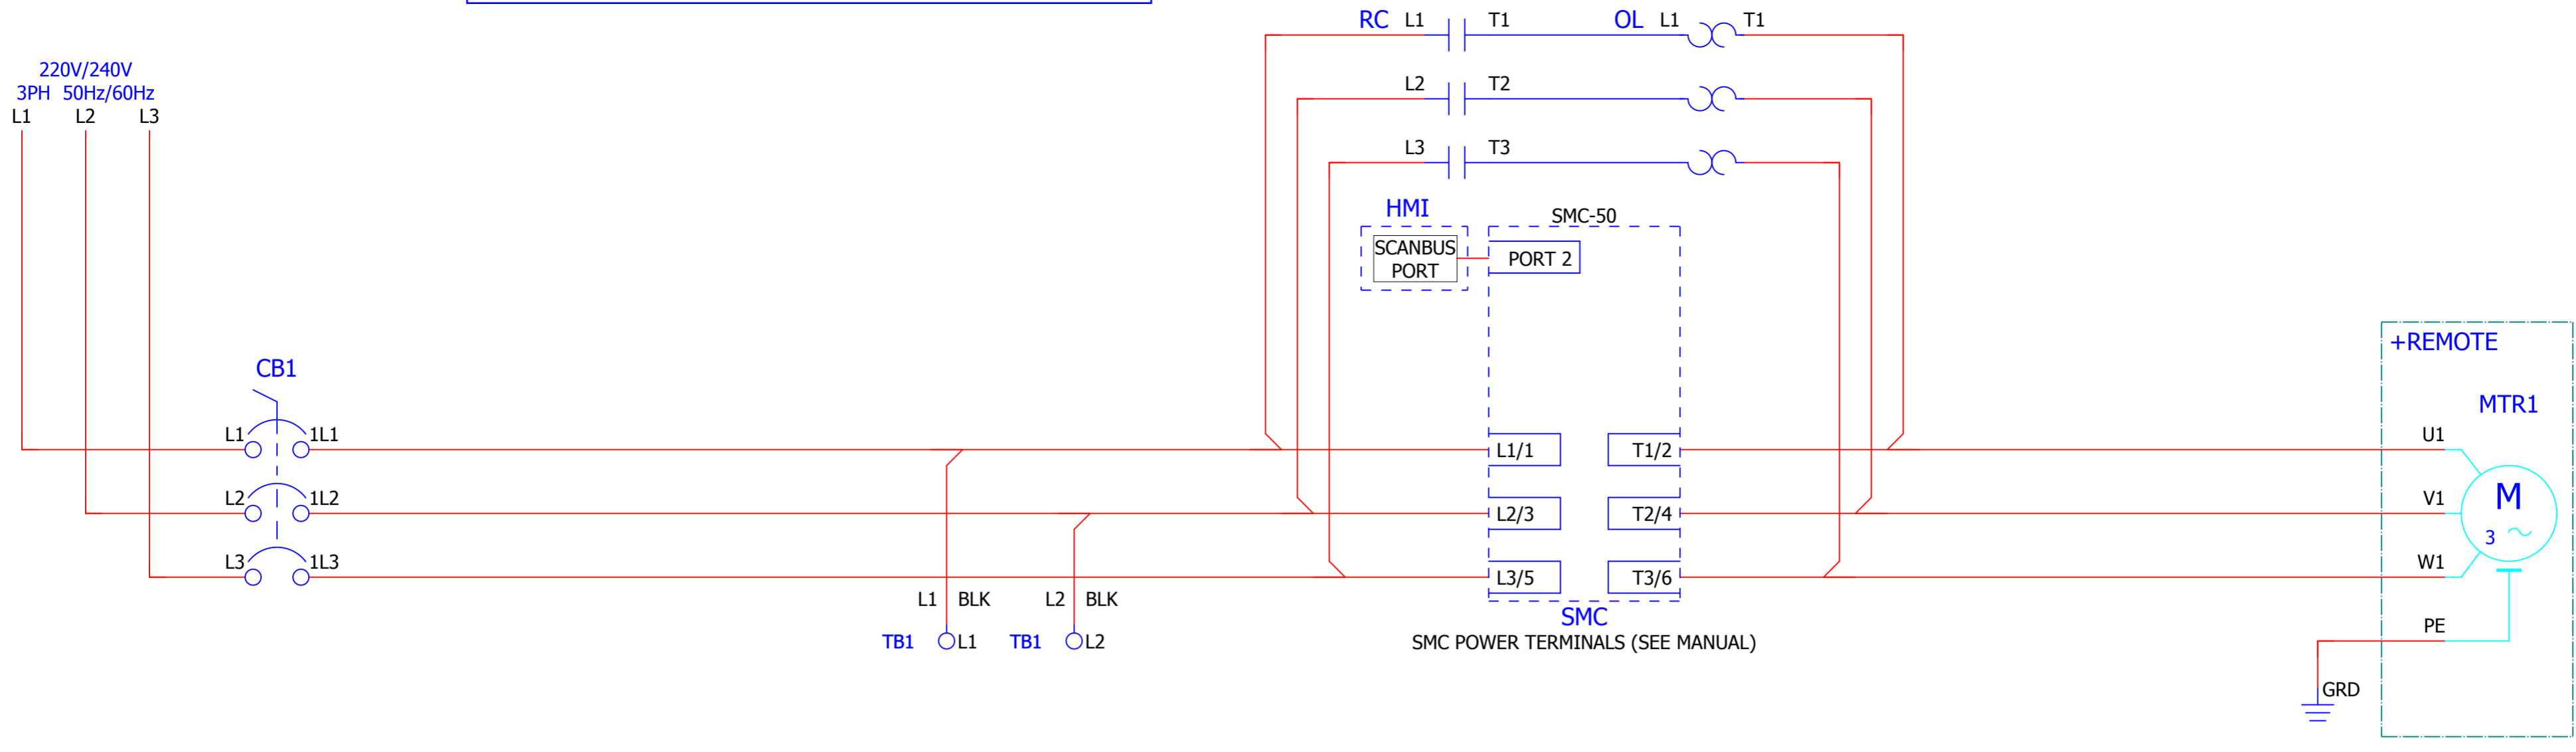 RC L1 T1 OL L1 T1
220V/240V
3PH 50Hz/60Hz
L1 L2 L3
L2 T2
L3 T3
HMI
SCANBUS
PORT
SMC-50
PORT 2
CB1
L1 1L1
L2 1L2
L3 1L3
L1 BLK
L2 BLK
TB1 L1
TB1 L2
L1/1 T1/2
L2/3 T2/4
L3/5 T3/6
SMC
SMC POWER TERMINALS (SEE MANUAL)
+REMOTE
MTR1
U1
V1
W1
M
3
PE
GRD